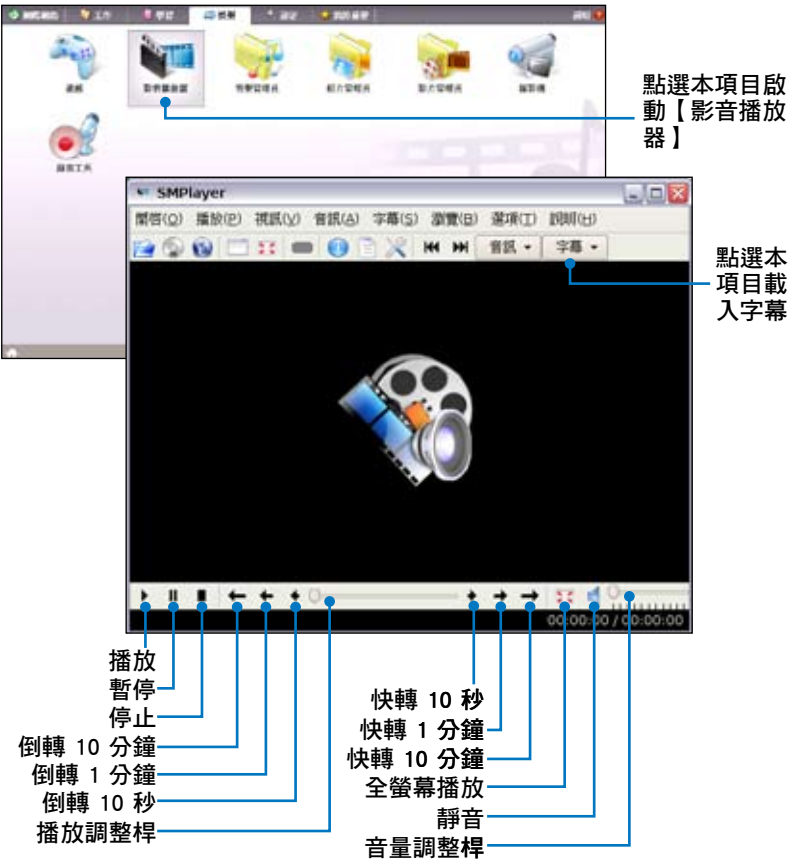 點選本項目啟
動【影音播放
器】
SMPlayer
開啓(O) 播放(P) 視訊(V) 音訊(A) 字幕(S) 瀏覽(B) 選項(T) 說明(H)
音訊 字幕
點選本
項目載
入字幕
00:00:00 / 00:00:00
播放
暫停
停止
倒轉 10 分鐘
倒轉 1 分鐘
倒轉 10 秒
播放調整桿
快轉 10 秒
快轉 1 分鐘
快轉 10 分鐘
全螢幕播放
靜音
音量調整桿